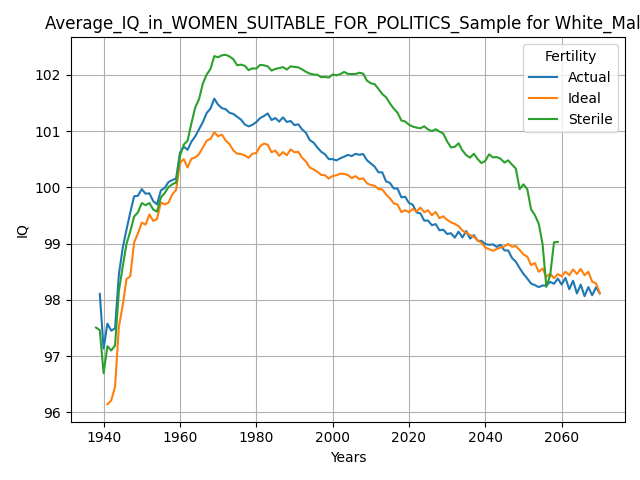 Average_IQ_in_WOMEN_SUITABLE_FOR_POLITICS_Sample for White_Mal
Fertility
Actual
Ideal
Sterile
IQ
102
101
100
99
98
97
96
1940 1960 1980 2000 2020 2040 2060
Years